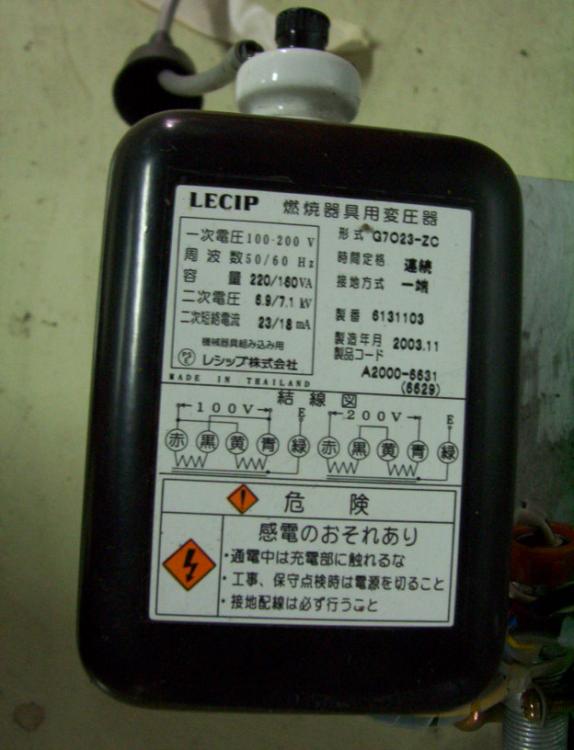 LECIP 燃焼器具用変圧器
一次電圧 100-200 V
周波数 50/60 Hz
容量 220/160VA
二次電圧 6.9/7.1 kV
二次短絡電流 23/18 mA
機械器具組み込み用
PSE レシップ株式会社
MADE IN THAILAND
形式 G7023-ZC
時間定格 連続
接地方式 一端
製番 6131103
製造年月 2003.11
製品コード
A2000-6631
(6629)
結線図
100V E 200V E
赤 黒 黄 青 緑 赤 黒 黄 青 緑
危険
感電のおそれあり
・通電中は充電部に触れるな
・工事、保守点検時は電源を切ること
・接地配線は必ず行うこと